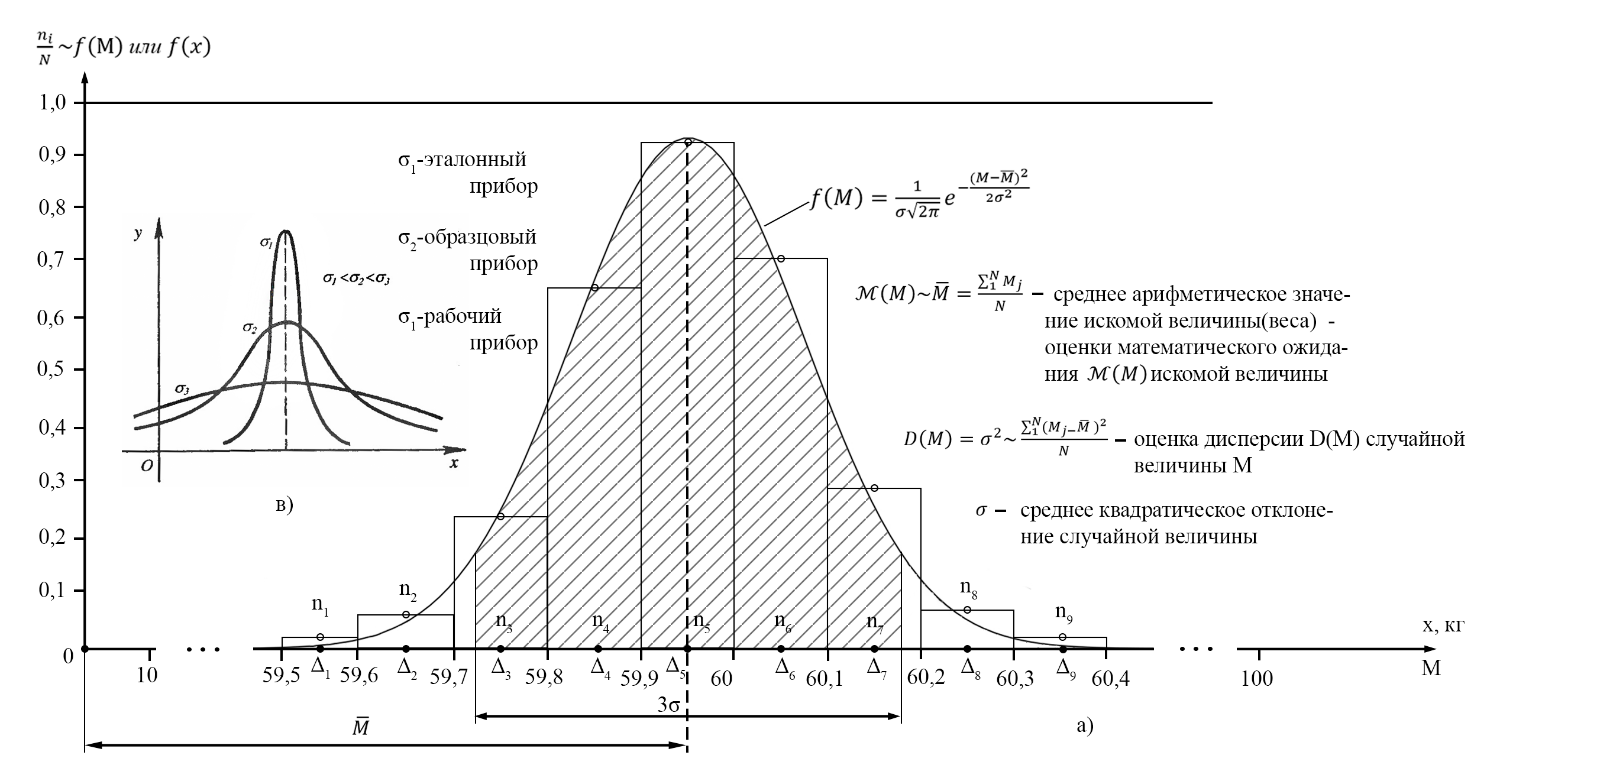 n_i/N ~ f(M) или f(x)
1,0
0,9
0,8
0,7
0,6
0,5
0,4
0,3
0,2
0,1
0
σ₁-эталонный
прибор
σ₂-образцовый
прибор
σ₁-рабочий
прибор
y
σ₁
σ₁<σ₂<σ₃
σ₂
σ₃
O
x
в)
f(M) = 1/(σ√2π) e^(−(M−M̅)²/(2σ²))
ℳ(M)~M̅ = (∑₁ᴺ M_j)/N – среднее арифметическое значе-
ние искомой величины(веса) -
оценки математического ожида-
ния ℳ(M) искомой величины
D(M) = σ²~ (∑₁ᴺ(M_j−M̅ )²)/N – оценка дисперсии D(M) случайной
величины M
σ – среднее квадратическое отклоне-
ние случайной величины
n₁
n₂
n₃
n₄
n₅
n₆
n₇
n₈
n₉
x, кг
M
10
...
59,5 Δ₁ 59,6 Δ₂ 59,7 Δ₃ 59,8 Δ₄ 59,9 Δ₅ 60 Δ₆ 60,1 Δ₇ 60,2 Δ₈ 60,3 Δ₉ 60,4
...
100
3σ
M̅
а)